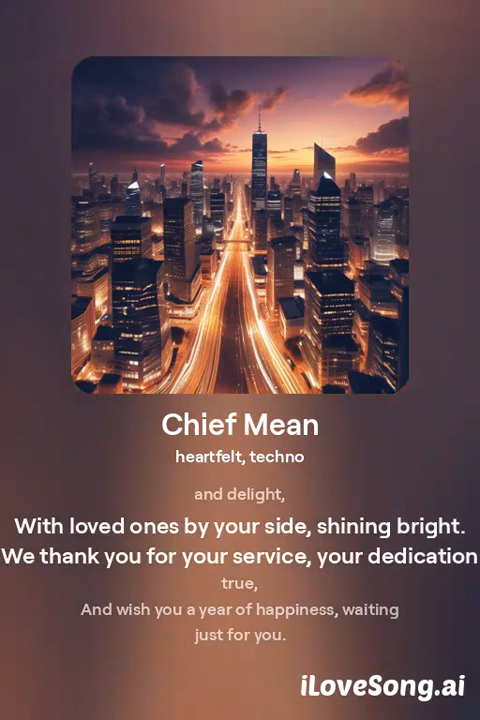 Chief Mean
heartfelt, techno
and delight,
With loved ones by your side, shining bright.
We thank you for your service, your dedication
true,
And wish you a year of happiness, waiting
just for you.
iLoveSong.ai